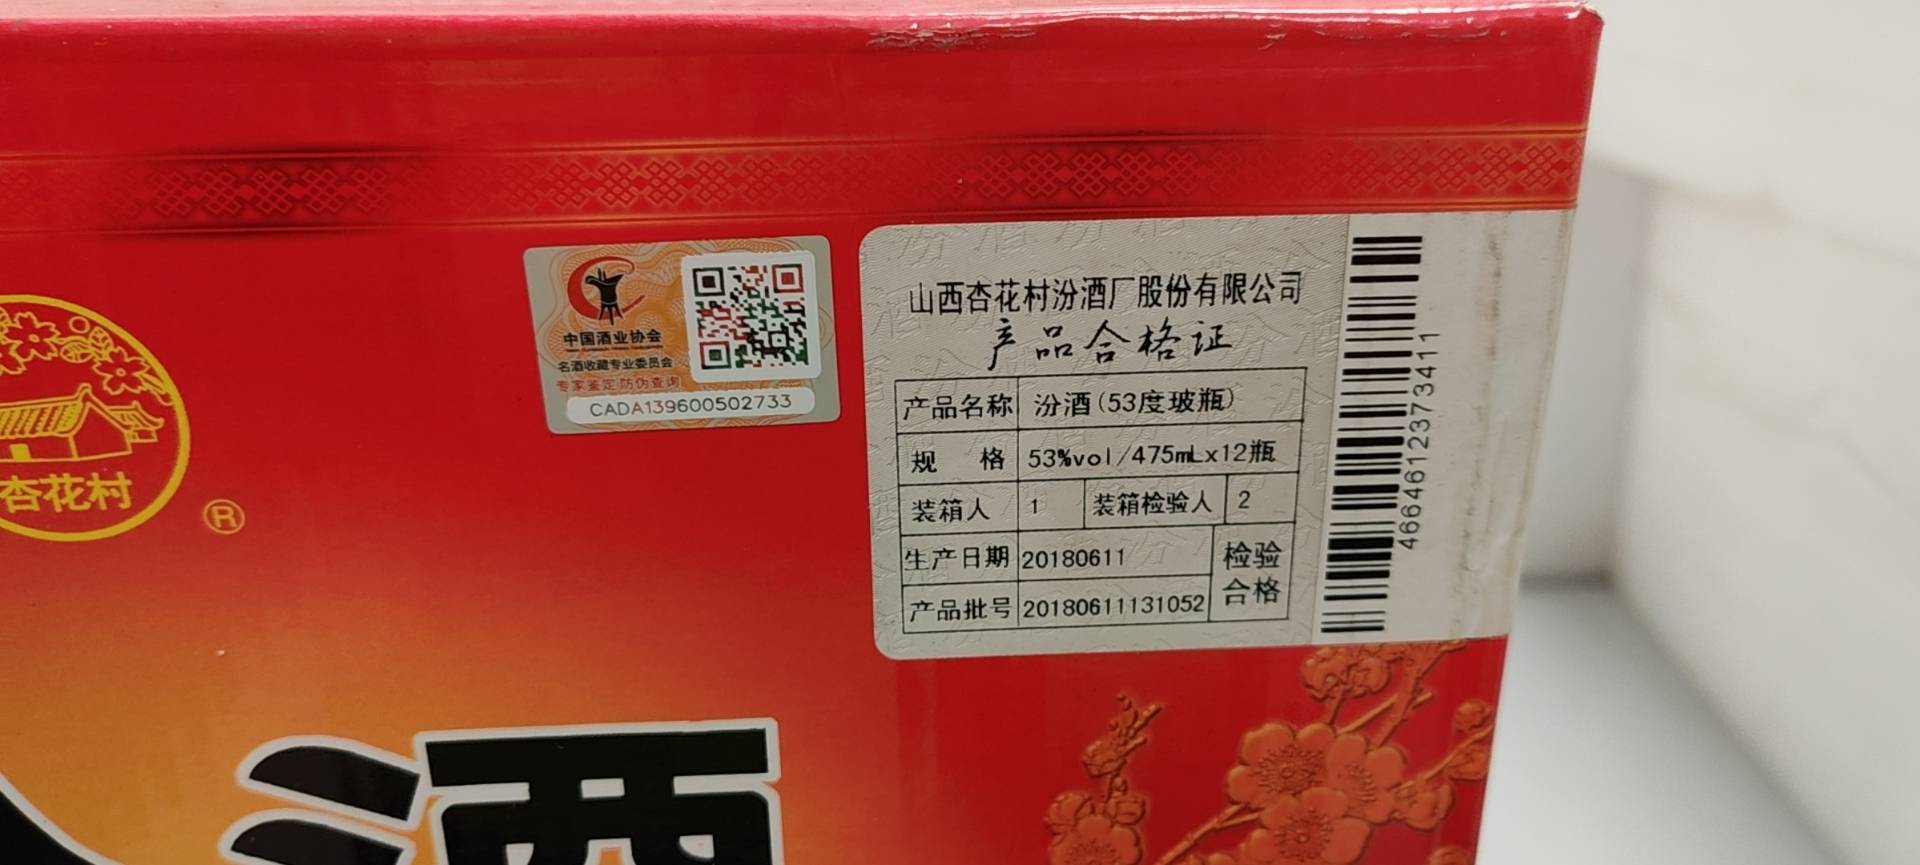 杏花村
®
中国酒业协会
名酒收藏专业委员会
专家鉴定 防伪查询
CADA139600502733
山西杏花村汾酒厂股份有限公司
产品合格证
产品名称 汾酒(53度玻瓶)
规 格 53%vol/475mLx12瓶
装箱人 1 装箱检验人 2
生产日期 20180611 检验
产品批号 20180611131052 合格
4664612373411
酒